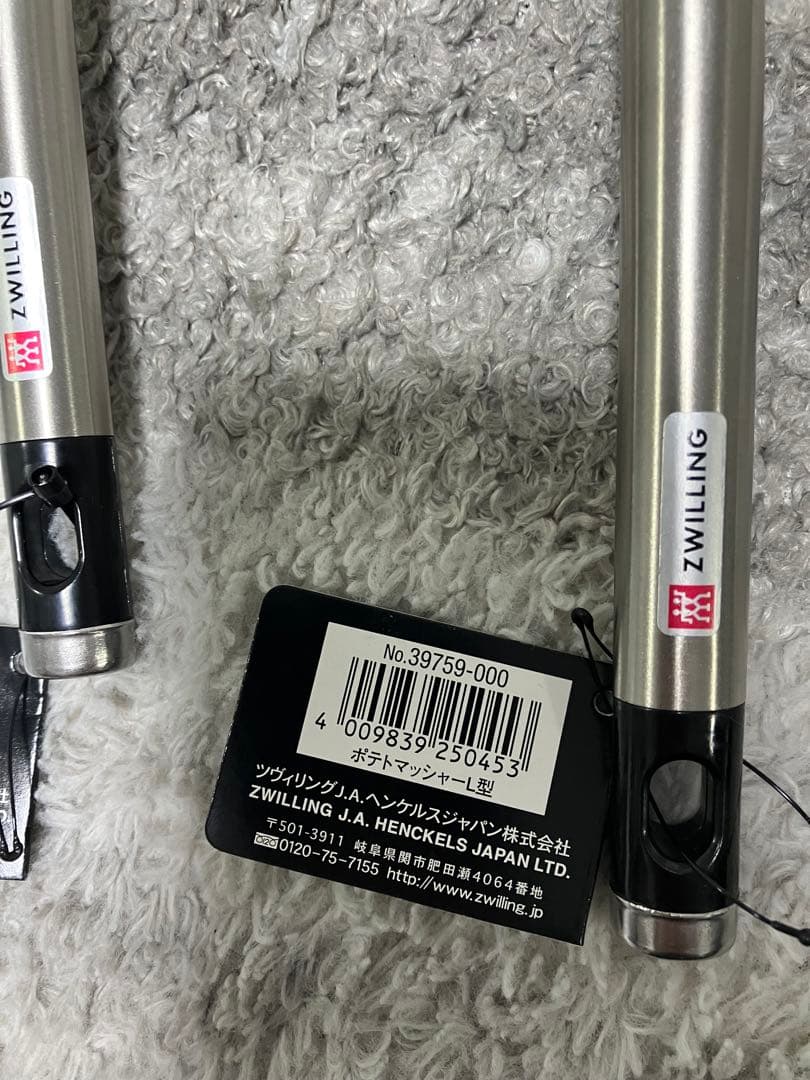 ZWILLING
ZWILLING
No.39759-000
4 009839 250453
ポテトマッシャーL型
ツヴィリングJ.A.ヘンケルスジャパン株式会社
ZWILLING J.A. HENCKELS JAPAN LTD.
〒501-3911 岐阜県関市肥田瀬4064番地
0120-75-7155 http://www.zwilling.jp